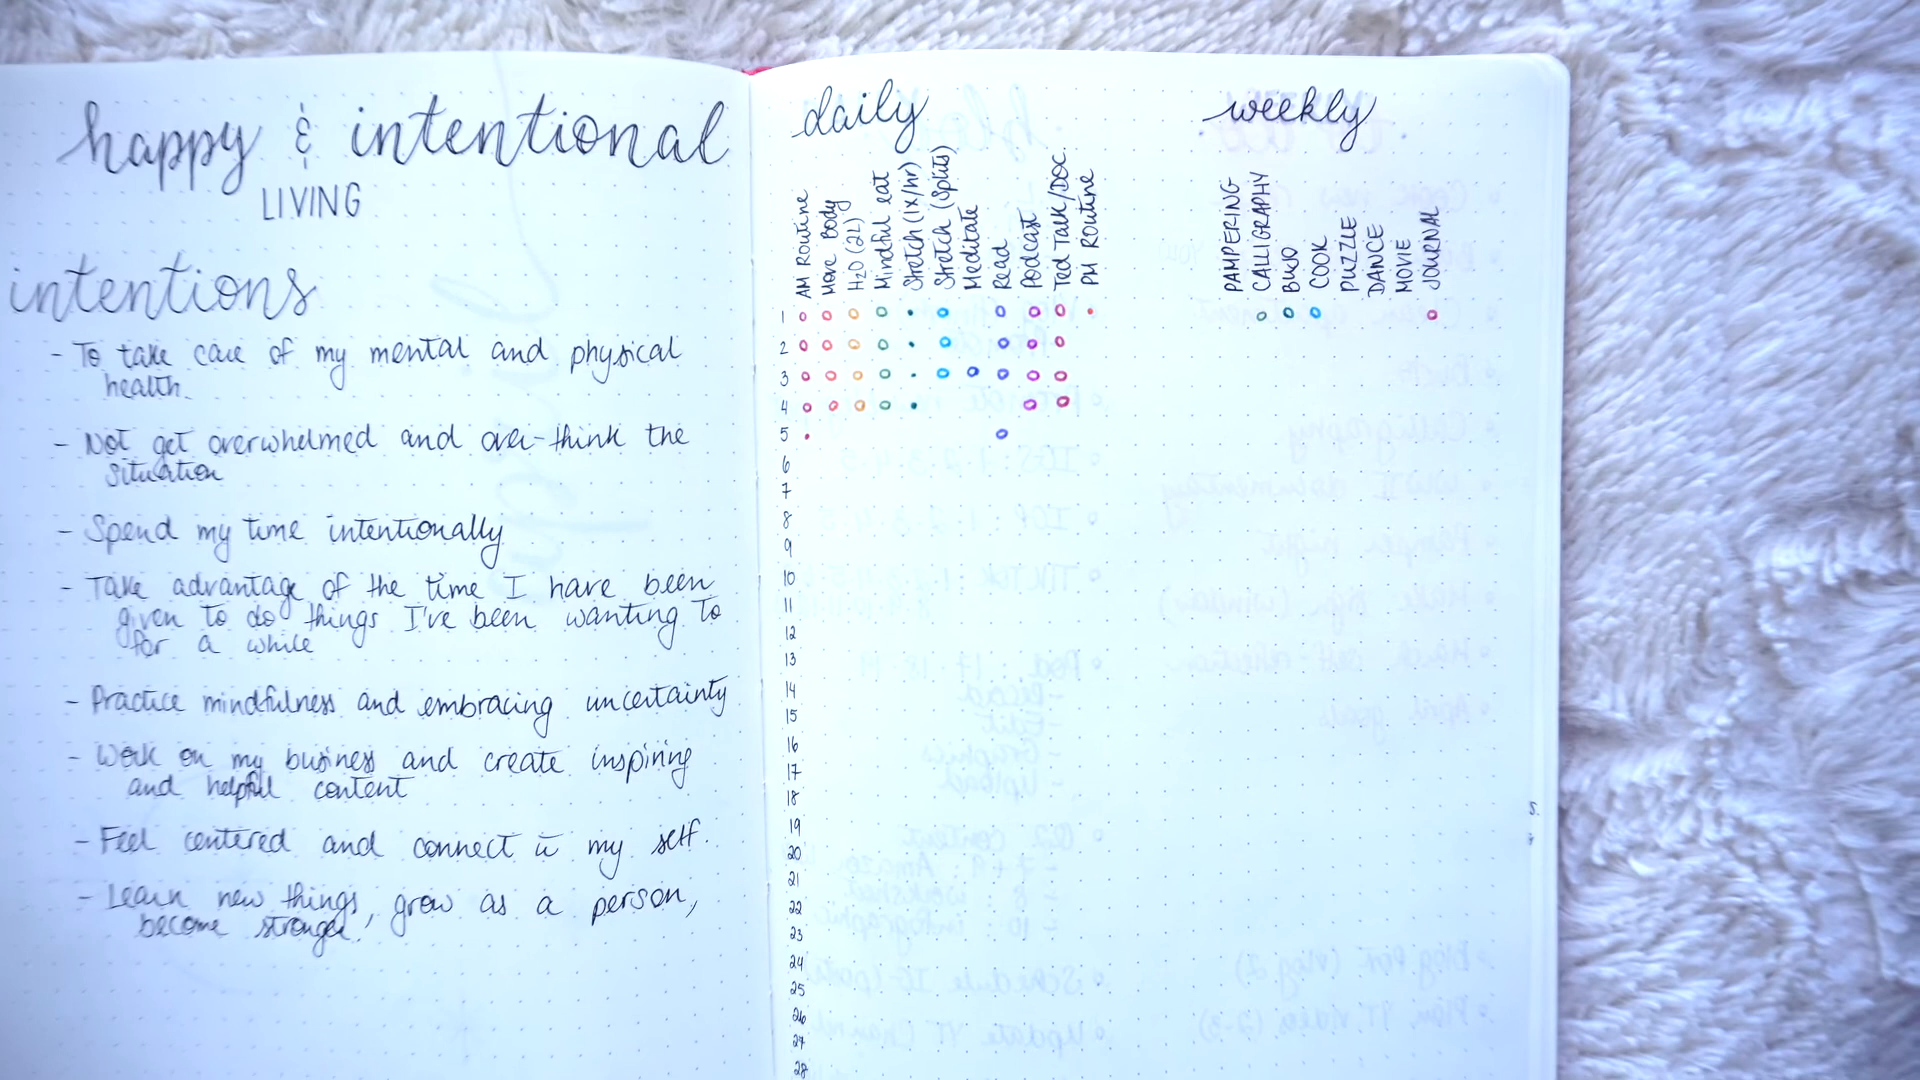 happy & intentional
LIVING
intentions
- To take care of my mental and physical
health.
- Not get overwhelmed and over-think the
situation
- Spend my time intentionally
- Take advantage of the time I have been
given to do things I've been wanting to
for a while
- Practice mindfulness and embracing uncertainty
- Work on my business and create inspiring
and helpful content
- Feel centered and connect w my self.
- Learn new things, grow as a person,
become stronger.
daily
AM Routine
Move Body
H2O (2L)
Mindful eat
Stretch (1x/hr)
Stretch (Splits)
Meditate
Read
Podcast
Ted Talk/DOC.
PM ROUTINE
1
2
3
4
5
6
7
8
9
10
11
12
13
14
15
16
17
18
19
20
21
22
23
24
25
26
27
28
weekly
PAMPERING
CALLIGRAPHY
BUJO
COOK
PUZZLE
DANCE
MOVIE
JOURNAL